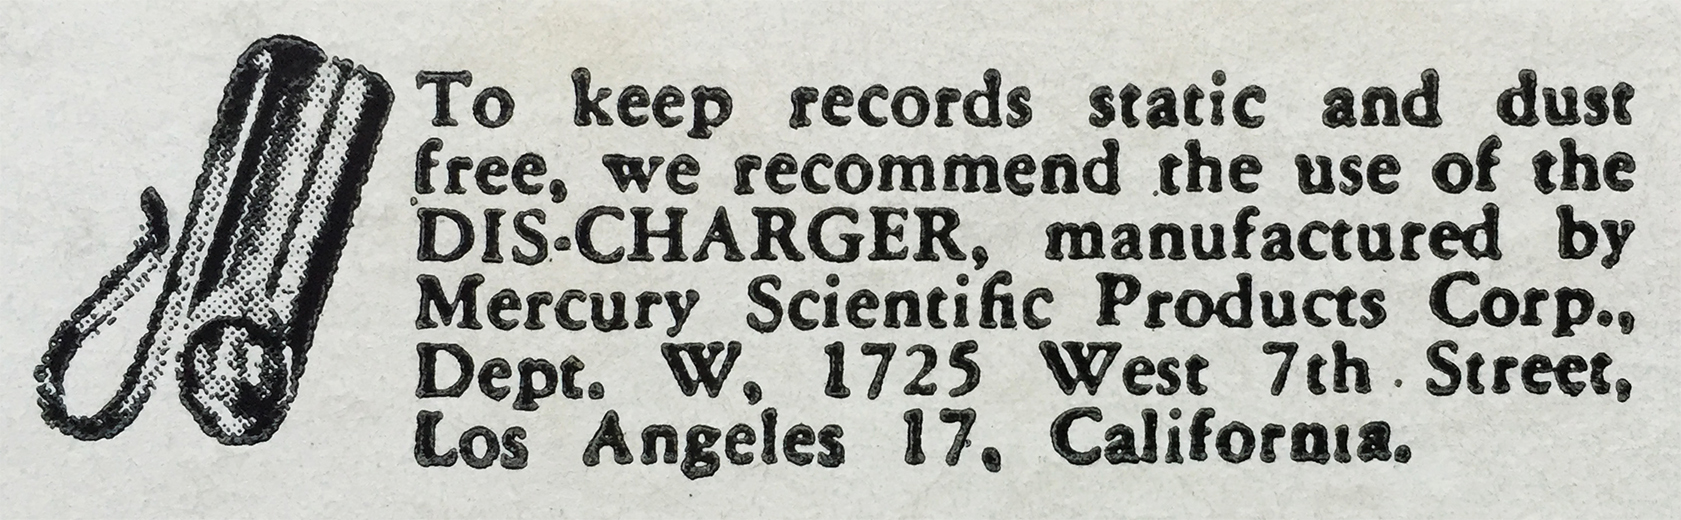 To keep records static and dust
free, we recommend the use of the
DIS-CHARGER, manufactured by
Mercury Scientific Products Corp.,
Dept. W, 1725 West 7th Street,
Los Angeles 17, California.